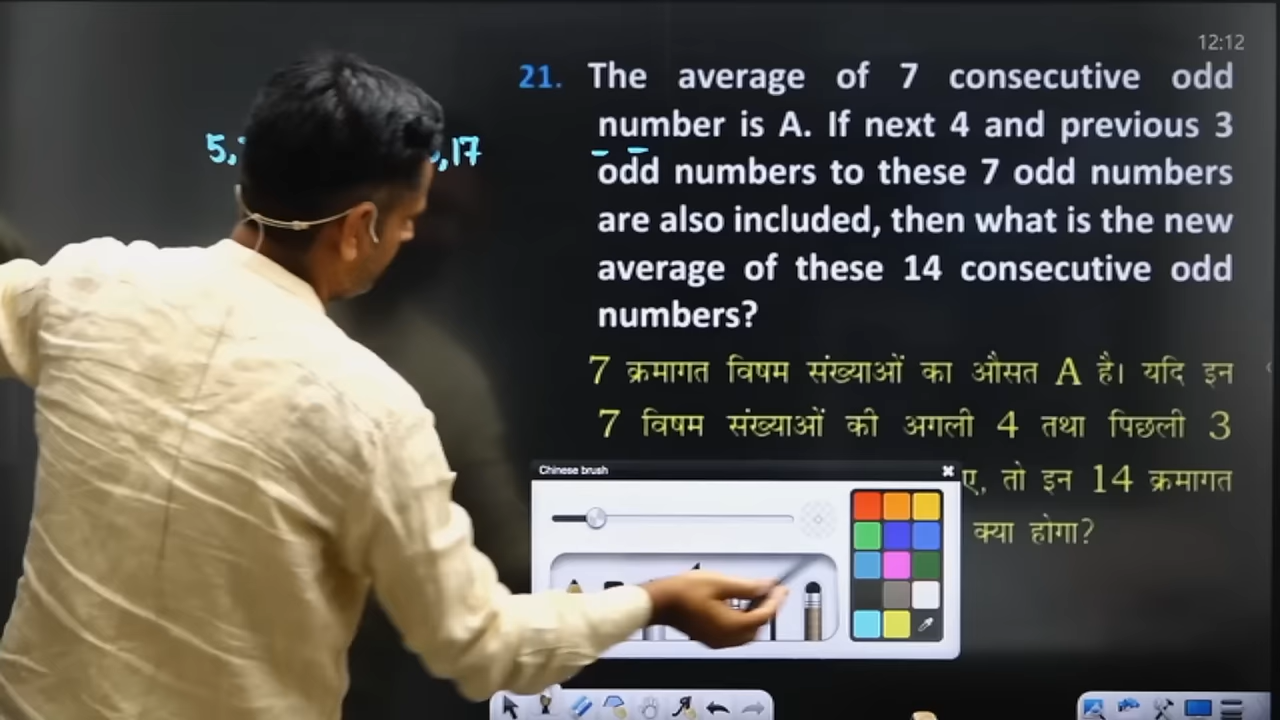 12:12
21. The average of 7 consecutive odd
number is A. If next 4 and previous 3
odd numbers to these 7 odd numbers
are also included, then what is the new
average of these 14 consecutive odd
numbers?
7 क्रमागत विषम संख्याओं का औसत A है। यदि इन
7 विषम संख्याओं की अगली 4 तथा पिछली 3
तो इन 14 क्रमागत
क्या होगा?
5, ,17
Chinese brush